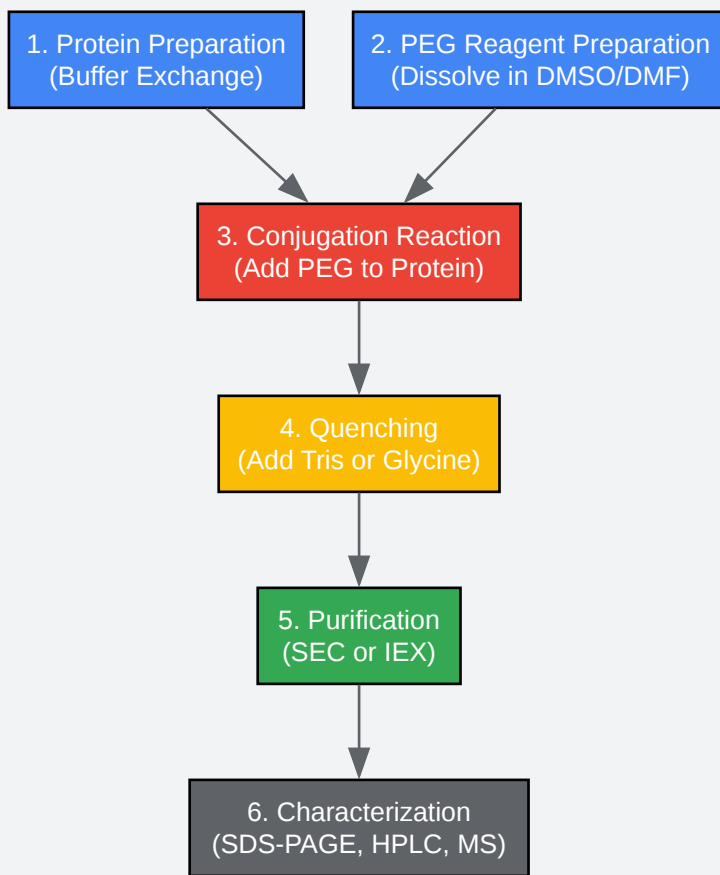 1. Protein Preparation
(Buffer Exchange)
2. PEG Reagent Preparation
(Dissolve in DMSO/DMF)
3. Conjugation Reaction
(Add PEG to Protein)
4. Quenching
(Add Tris or Glycine)
5. Purification
(SEC or IEX)
6. Characterization
(SDS-PAGE, HPLC, MS)